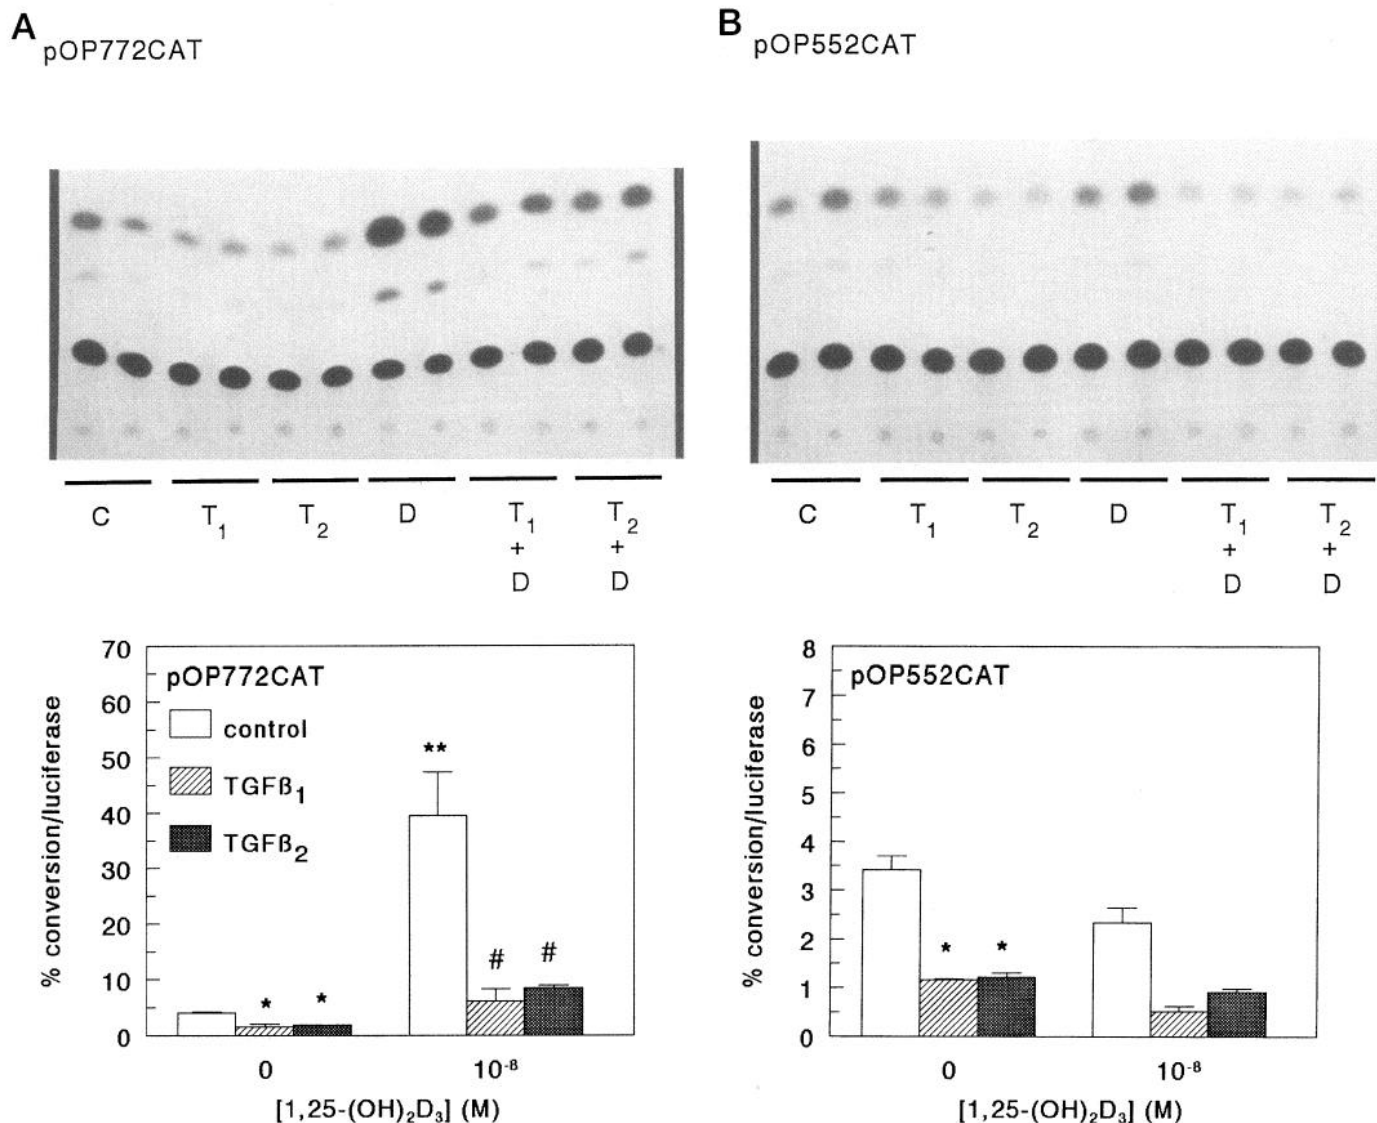 A
pOP772CAT
C T₁ T₂ D T₁ + D T₂ + D
70
60
50
40
30
20
10
0
% conversion/luciferase
pOP772CAT
control
TGFß₁
TGFß₂
* * ** # #
0 10⁻⁸
[1,25-(OH)₂D₃] (M)
B
pOP552CAT
C T₁ T₂ D T₁ + D T₂ + D
8
7
6
5
4
3
2
1
0
% conversion/luciferase
pOP552CAT
* *
0 10⁻⁸
[1,25-(OH)₂D₃] (M)